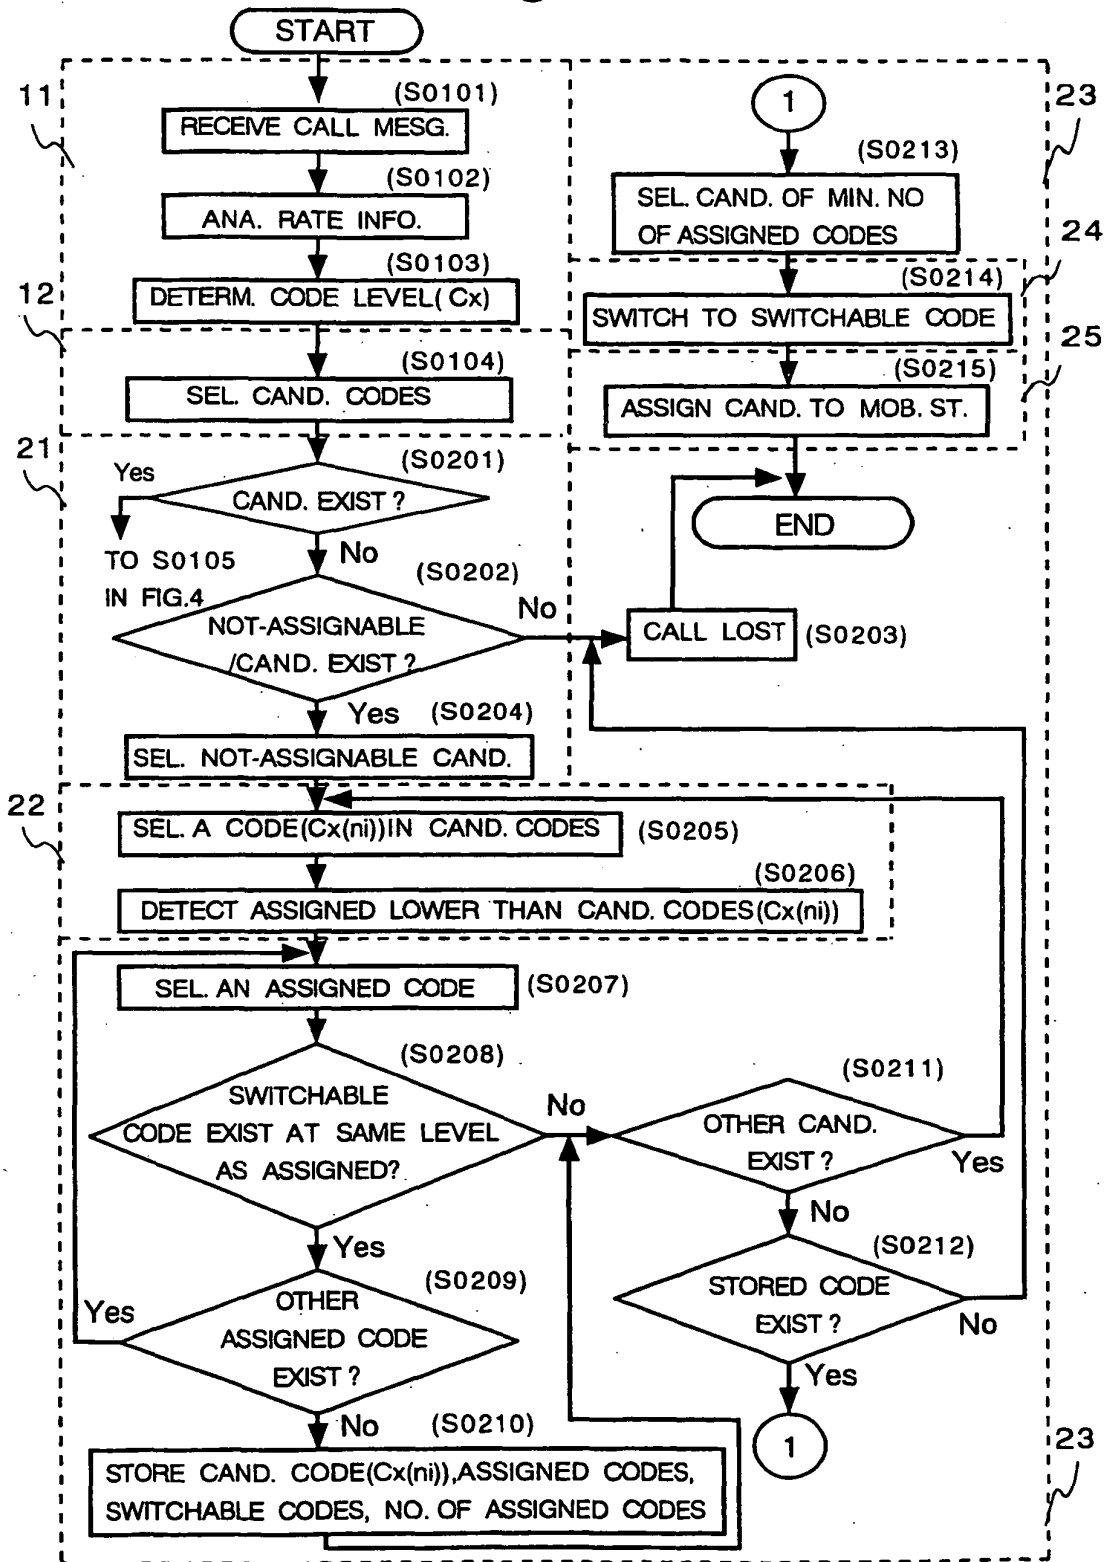 START
11
(S0101)
RECEIVE CALL MESG.
(S0102)
ANA. RATE INFO.
(S0103)
DETERM. CODE LEVEL( Cx)
12
(S0104)
SEL. CAND. CODES
21
(S0201)
Yes
CAND. EXIST ?
TO S0105
IN FIG.4
No
(S0202)
NOT-ASSIGNABLE
/CAND. EXIST ?
No
CALL LOST
(S0203)
Yes
(S0204)
SEL. NOT-ASSIGNABLE CAND.
22
SEL. A CODE(Cx(ni))IN CAND. CODES
(S0205)
(S0206)
DETECT ASSIGNED LOWER THAN CAND. CODES(Cx(ni))
SEL. AN ASSIGNED CODE
(S0207)
(S0208)
SWITCHABLE
CODE EXIST AT SAME LEVEL
AS ASSIGNED?
No
Yes
(S0209)
OTHER
ASSIGNED CODE
EXIST ?
Yes
No
(S0210)
STORE CAND. CODE(Cx(ni)),ASSIGNED CODES,
SWITCHABLE CODES, NO. OF ASSIGNED CODES
(S0211)
OTHER CAND.
EXIST ?
Yes
No
(S0212)
STORED CODE
EXIST ?
No
Yes
1
23
1
23
(S0213)
SEL. CAND. OF MIN. NO
OF ASSIGNED CODES
24
(S0214)
SWITCH TO SWITCHABLE CODE
25
(S0215)
ASSIGN CAND. TO MOB. ST.
END